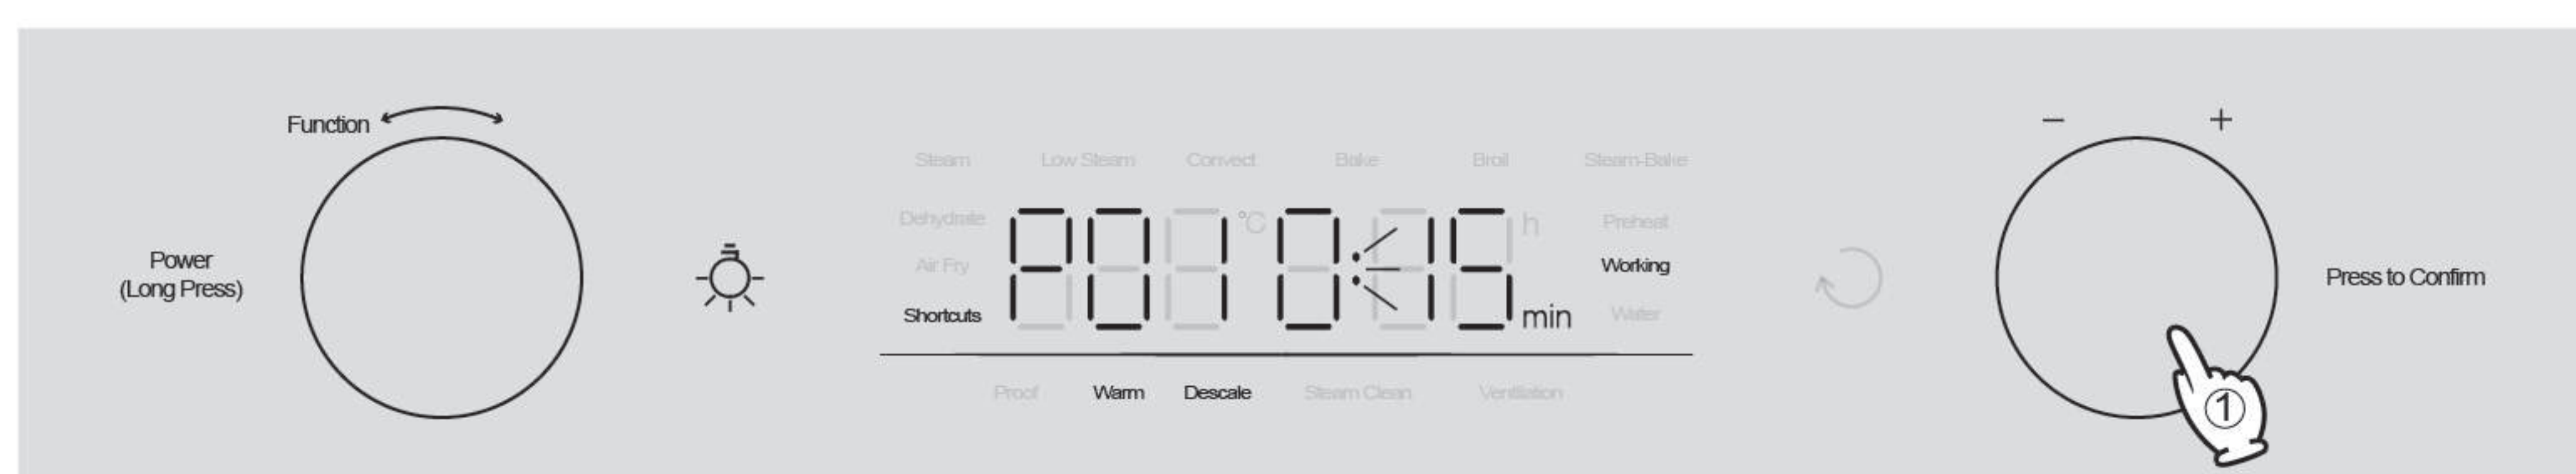 Function
− +
Steam Low Steam Convect Bake Broil Steam-Bake
Dehydrate °C h Preheat
Air Fry P01 0:15 Working
Power
(Long Press)
Press to Confirm
Shortcuts min Water
Proof Warm Descale Steam Clean Ventilation
①